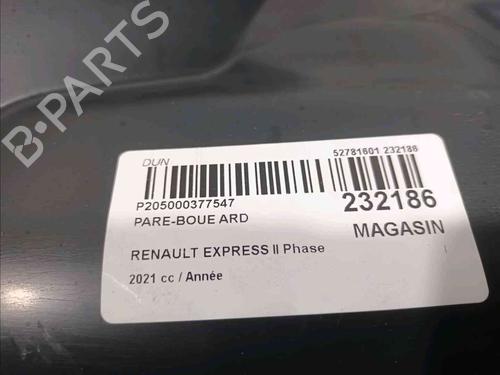 B-PARTS
DUN
52781601 232186
P205000377547
232186
PARE-BOUE ARD
MAGASIN
RENAULT EXPRESS II Phase
2021 cc / Année